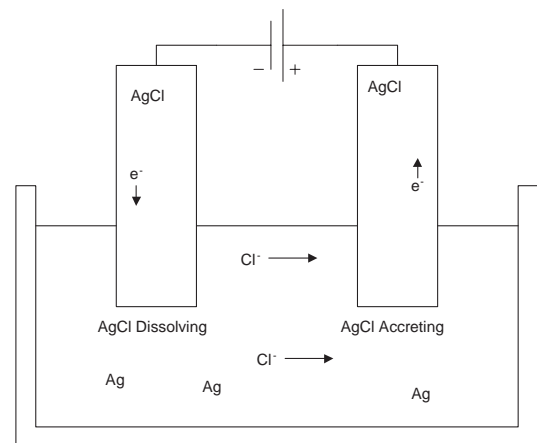 − +
AgCl
AgCl
e-
e-
Cl-
AgCl Dissolving
AgCl Accreting
Cl-
Ag
Ag
Ag